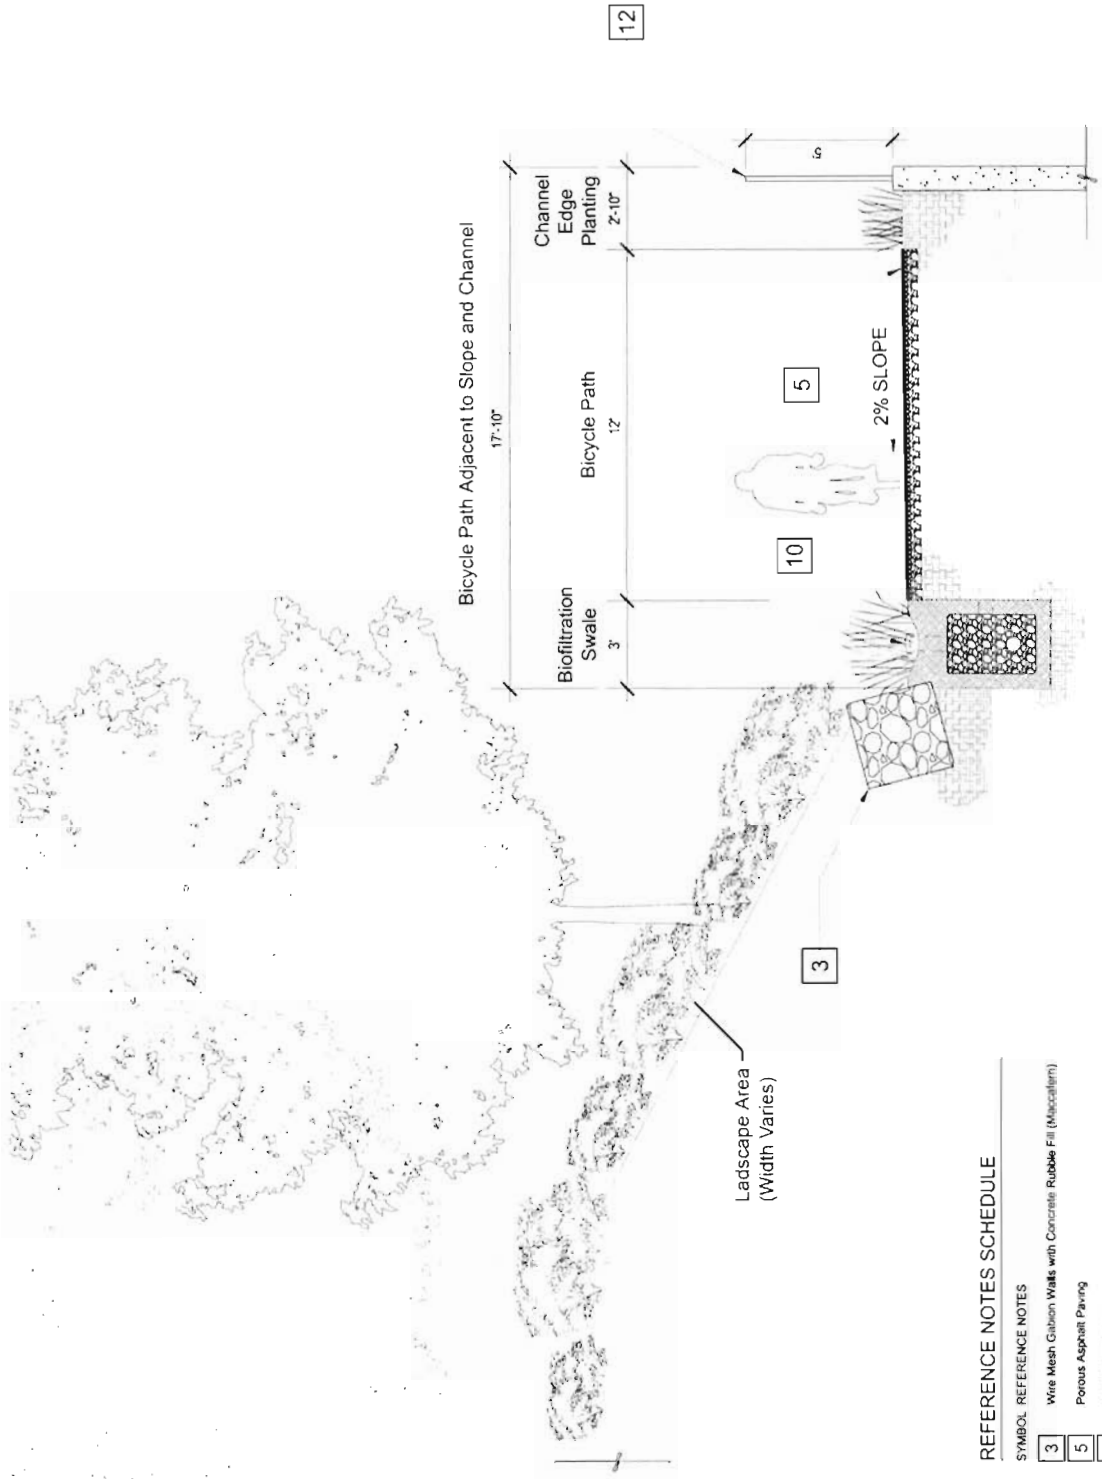 Bicycle Path Adjacent to Slope and Channel
17'-10"
Biofiltration
Swale
3'
Bicycle Path
12'
Channel
Edge
Planting
2'-10"
12
10
5
5'
2% SLOPE
3
Ladscape Area
(Width Varies)
REFERENCE NOTES SCHEDULE
SYMBOL REFERENCE NOTES
3 Wire Mesh Gabion Walls with Concrete Rubble Fill (Maccaferri)
5 Porous Asphalt Paving